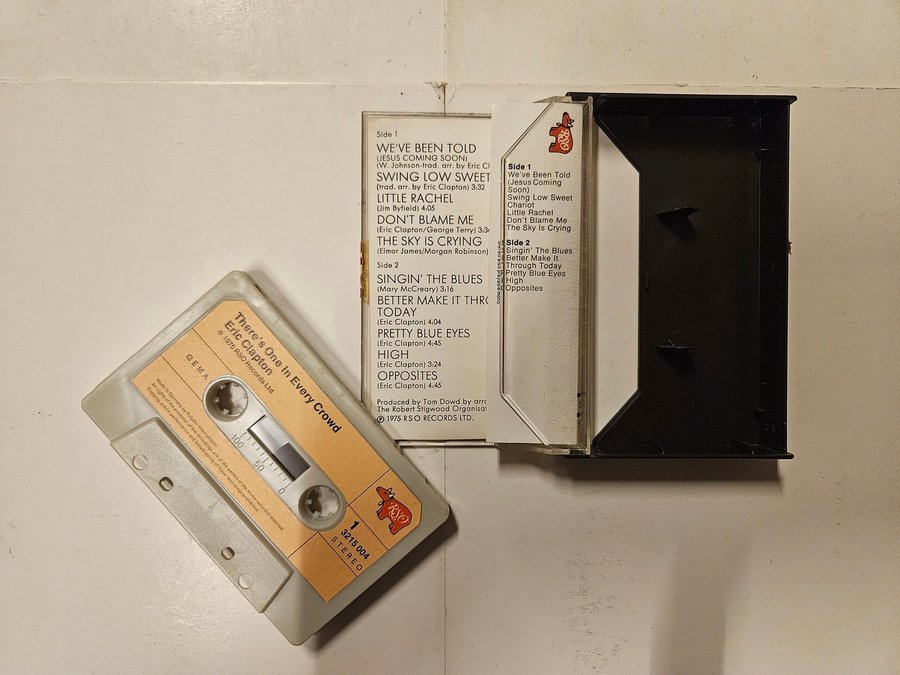 Side 1
WE'VE BEEN TOLD
(JESUS COMING SOON)
(W. Johnson-trad. arr. by Eric Cl
SWING LOW SWEET
(trad. arr. by Eric Clapton) 3:32
LITTLE RACHEL
(Jim Byfield) 4:05
DON'T BLAME ME
(Eric Clapton/George Terry) 3:3
THE SKY IS CRYING
(Elmor James/Morgan Robinson)
Side 2
SINGIN' THE BLUES
(Mary McCreary) 3:16
BETTER MAKE IT THRO
TODAY
(Eric Clapton) 4:04
PRETTY BLUE EYES
(Eric Clapton) 4:45
HIGH
(Eric Clapton) 3:24
OPPOSITES
(Eric Clapton) 4:45
Produced by Tom Dowd by arr
The Robert Stigwood Organisat
℗ 1975 R S O RECORDS LTD.
RSO
Side 1
We've Been Told
(Jesus Coming
Soon)
Swing Low Sweet
Chariot
Little Rachel
Don't Blame Me
The Sky Is Crying
Side 2
Singin' The Blues
Better Make It
Through Today
Pretty Blue Eyes
High
Opposites
There's One In Every Crowd
Eric Clapton
℗ 1975 RSO Records Ltd.
GEMA
Made in Germany by Polydor International.
100
50
0
RSO
1
3215 004
STEREO